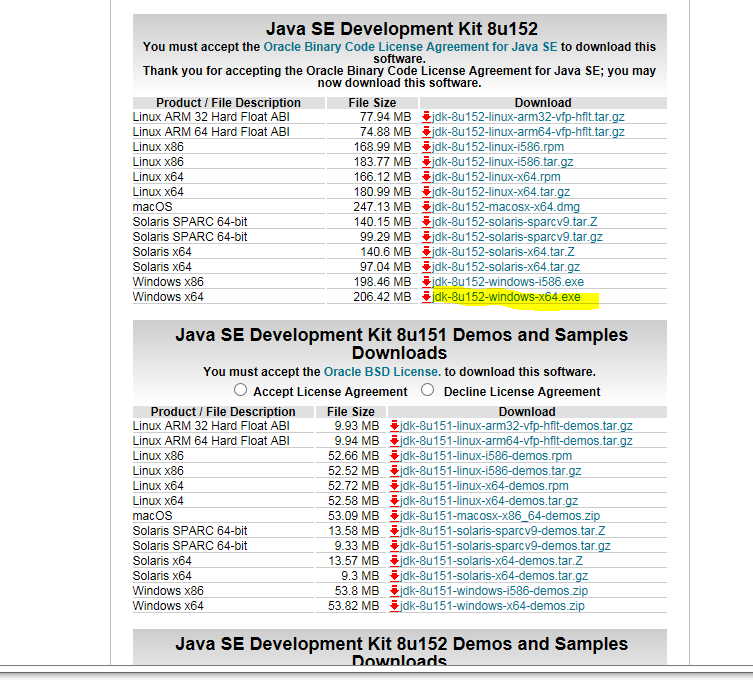 Java SE Development Kit 8u152
You must accept the Oracle Binary Code License Agreement for Java SE to download this
software.
Thank you for accepting the Oracle Binary Code License Agreement for Java SE; you may
now download this software.
Product / File Description File Size Download
Linux ARM 32 Hard Float ABI 77.94 MB jdk-8u152-linux-arm32-vfp-hflt.tar.gz
Linux ARM 64 Hard Float ABI 74.88 MB jdk-8u152-linux-arm64-vfp-hflt.tar.gz
Linux x86 168.99 MB jdk-8u152-linux-i586.rpm
Linux x86 183.77 MB jdk-8u152-linux-i586.tar.gz
Linux x64 166.12 MB jdk-8u152-linux-x64.rpm
Linux x64 180.99 MB jdk-8u152-linux-x64.tar.gz
macOS 247.13 MB jdk-8u152-macosx-x64.dmg
Solaris SPARC 64-bit 140.15 MB jdk-8u152-solaris-sparcv9.tar.Z
Solaris SPARC 64-bit 99.29 MB jdk-8u152-solaris-sparcv9.tar.gz
Solaris x64 140.6 MB jdk-8u152-solaris-x64.tar.Z
Solaris x64 97.04 MB jdk-8u152-solaris-x64.tar.gz
Windows x86 198.46 MB jdk-8u152-windows-i586.exe
Windows x64 206.42 MB jdk-8u152-windows-x64.exe
Java SE Development Kit 8u151 Demos and Samples
Downloads
You must accept the Oracle BSD License. to download this software.
Accept License Agreement Decline License Agreement
Product / File Description File Size Download
Linux ARM 32 Hard Float ABI 9.93 MB jdk-8u151-linux-arm32-vfp-hflt-demos.tar.gz
Linux ARM 64 Hard Float ABI 9.94 MB jdk-8u151-linux-arm64-vfp-hflt-demos.tar.gz
Linux x86 52.66 MB jdk-8u151-linux-i586-demos.rpm
Linux x86 52.52 MB jdk-8u151-linux-i586-demos.tar.gz
Linux x64 52.72 MB jdk-8u151-linux-x64-demos.rpm
Linux x64 52.58 MB jdk-8u151-linux-x64-demos.tar.gz
macOS 53.09 MB jdk-8u151-macosx-x86_64-demos.zip
Solaris SPARC 64-bit 13.58 MB jdk-8u151-solaris-sparcv9-demos.tar.Z
Solaris SPARC 64-bit 9.33 MB jdk-8u151-solaris-sparcv9-demos.tar.gz
Solaris x64 13.57 MB jdk-8u151-solaris-x64-demos.tar.Z
Solaris x64 9.3 MB jdk-8u151-solaris-x64-demos.tar.gz
Windows x86 53.8 MB jdk-8u151-windows-i586-demos.zip
Windows x64 53.82 MB jdk-8u151-windows-x64-demos.zip
Java SE Development Kit 8u152 Demos and Samples
Downloads